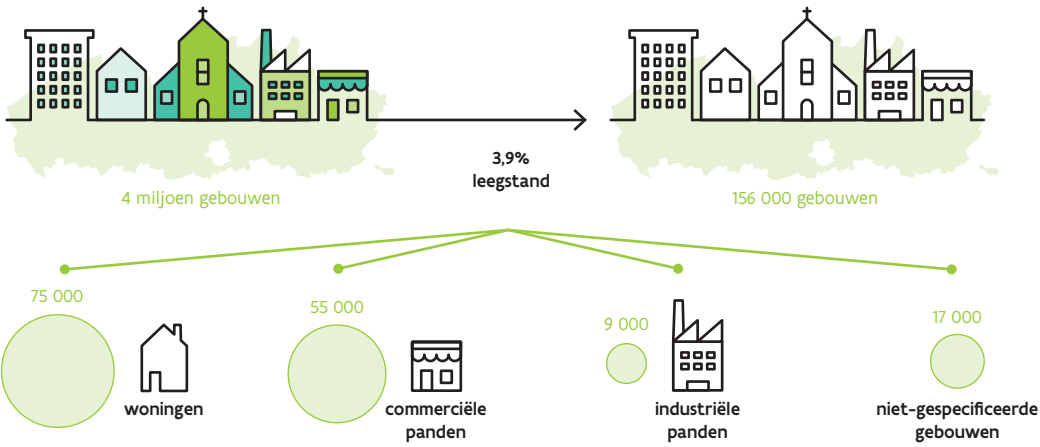 3,9%
leegstand
4 miljoen gebouwen
156 000 gebouwen
75 000
55 000
9 000
17 000
woningen
commerciële
panden
industriële
panden
niet-gespecificeerde
gebouwen